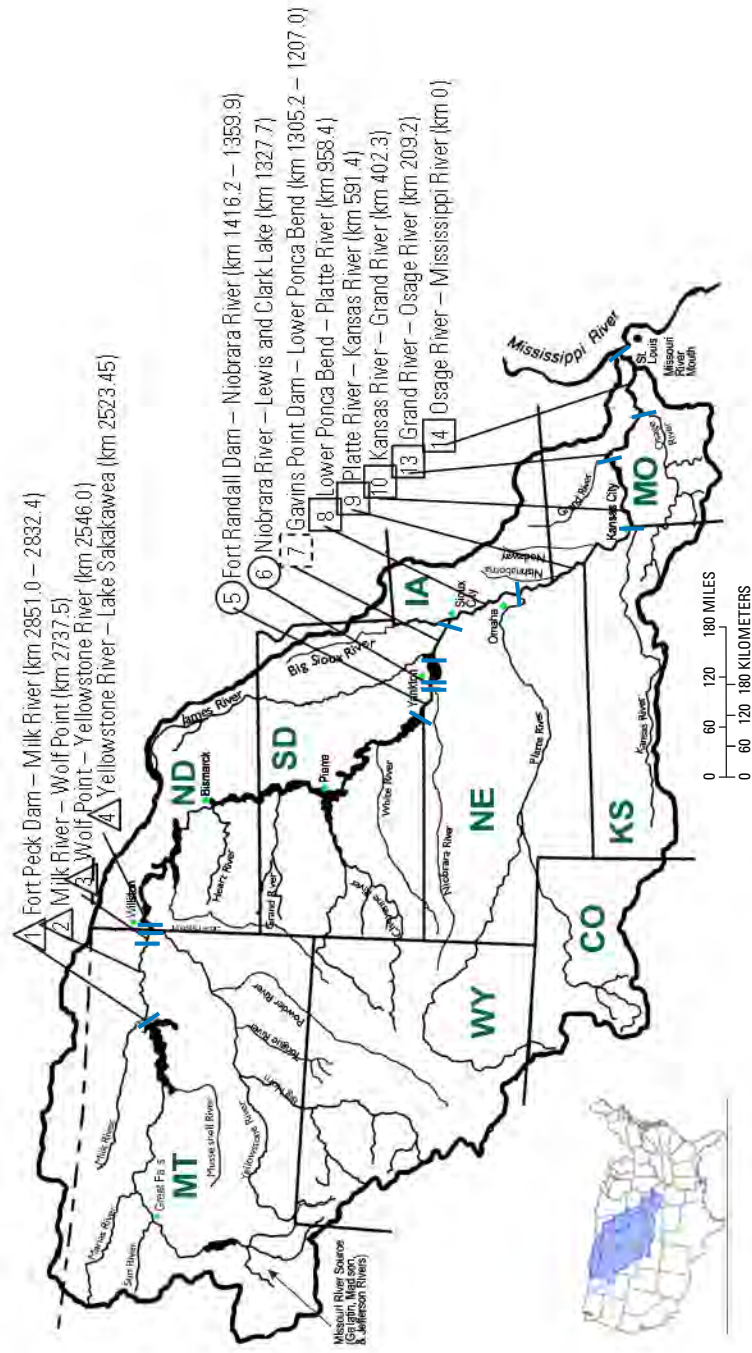 1 Fort Peck Dam – Milk River (km 2851.0 – 2832.4)
2 Milk River – Wolf Point (km 2737.5)
3 Wolf Point – Yellowstone River (km 2546.0)
4 Yellowstone River – Lake Sakakawea (km 2523.45)
5 Fort Randall Dam – Niobrara River (km 1416.2 – 1359.9)
6 Niobrara River – Lewis and Clark Lake (km 1327.7)
7 Gavins Point Dam – Lower Ponca Bend (km 1305.2 – 1207.0)
8 Lower Ponca Bend – Platte River (km 958.4)
9 Platte River – Kansas River (km 591.4)
10 Kansas River – Grand River (km 402.3)
13 Grand River – Osage River (km 209.2)
14 Osage River – Mississippi River (km 0)
Marias River
Milk River
Sun River
Great Falls
MT
Musselshell River
Yellowstone River
Big Horn
Tongue River
Powder River
Missouri River Source
(Gallatin, Madison,
& Jefferson Rivers)
Williston
ND
Bismarck
Heart River
Grand River
James River
SD
Pierre
Cheyenne River
White River
Big Sioux River
Yankton
Niobrara River
WY
NE
Platte River
IA
Sioux
City
Omaha
Nishnabotna
Nodaway
CO
KS
Kansas River
Kansas City
Grand River
MO
Osage
River
Mississippi River
St. Louis
Missouri
River
Mouth
0 60 120 180 MILES
0 60 120 180 KILOMETERS